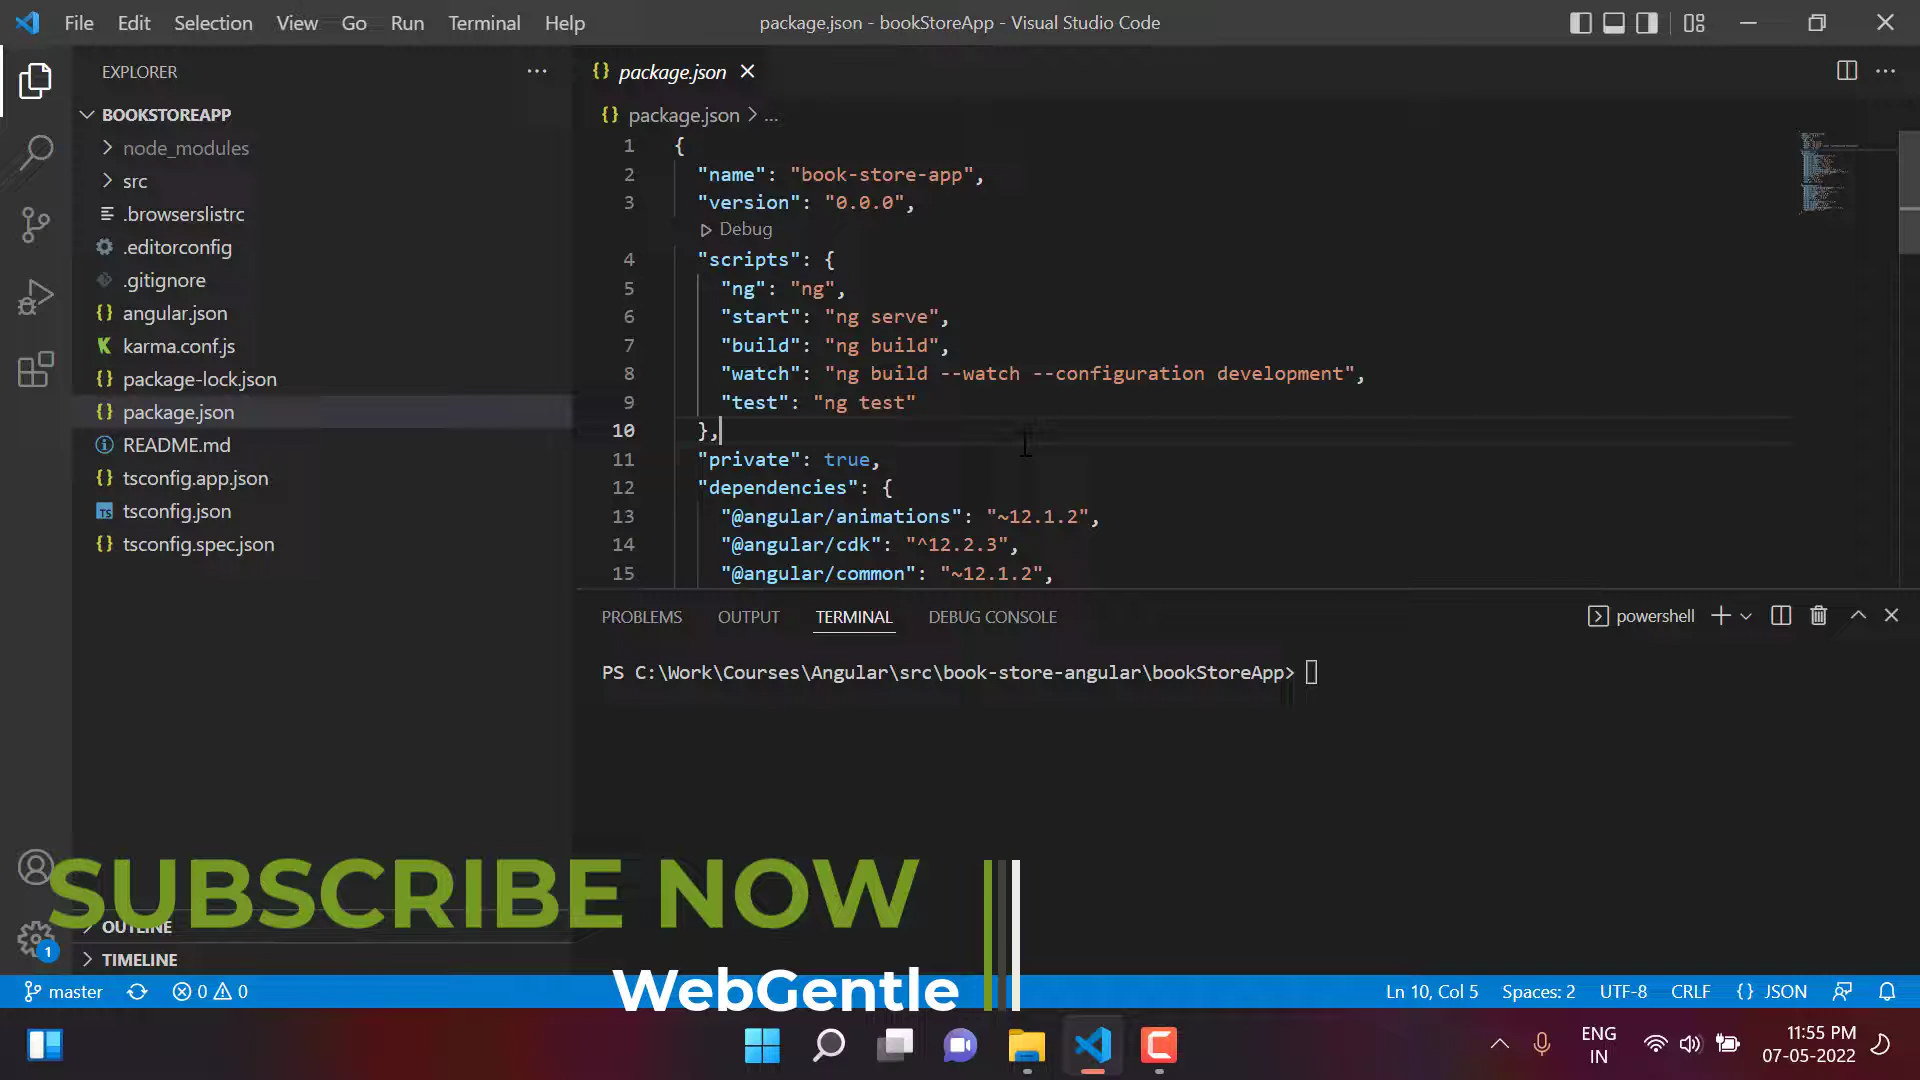 File Edit Selection View Go Run Terminal Help
package.json - bookStoreApp - Visual Studio Code
EXPLORER
BOOKSTOREAPP
node_modules
src
.browserslistrc
.editorconfig
.gitignore
angular.json
karma.conf.js
package-lock.json
package.json
README.md
tsconfig.app.json
TS tsconfig.json
tsconfig.spec.json
OUTLINE
TIMELINE
{} package.json
{} package.json > ...
1 {
2 "name": "book-store-app",
3 "version": "0.0.0",
Debug
4 "scripts": {
5 "ng": "ng",
6 "start": "ng serve",
7 "build": "ng build",
8 "watch": "ng build --watch --configuration development",
9 "test": "ng test"
10 },
11 "private": true,
12 "dependencies": {
13 "@angular/animations": "~12.1.2",
14 "@angular/cdk": "^12.2.3",
15 "@angular/common": "~12.1.2",
PROBLEMS OUTPUT TERMINAL DEBUG CONSOLE
powershell
PS C:\Work\Courses\Angular\src\book-store-angular\bookStoreApp>
SUBSCRIBE NOW
WebGentle
1
master 0 0
Ln 10, Col 5 Spaces: 2 UTF-8 CRLF {} JSON
ENG
IN
11:55 PM
07-05-2022